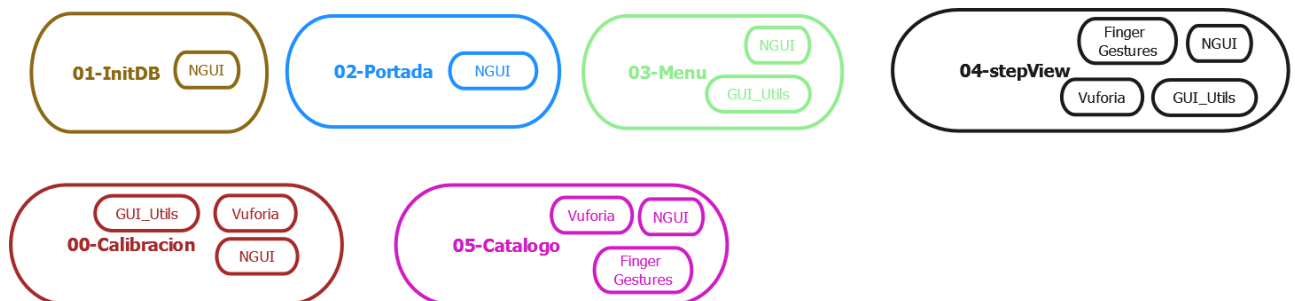 01-InitDB
NGUI
02-Portada
NGUI
03-Menu
NGUI
GUI_Utils
04-stepView
Finger
Gestures
NGUI
Vuforia
GUI_Utils
00-Calibracion
GUI_Utils
Vuforia
NGUI
05-Catalogo
Vuforia
NGUI
Finger
Gestures